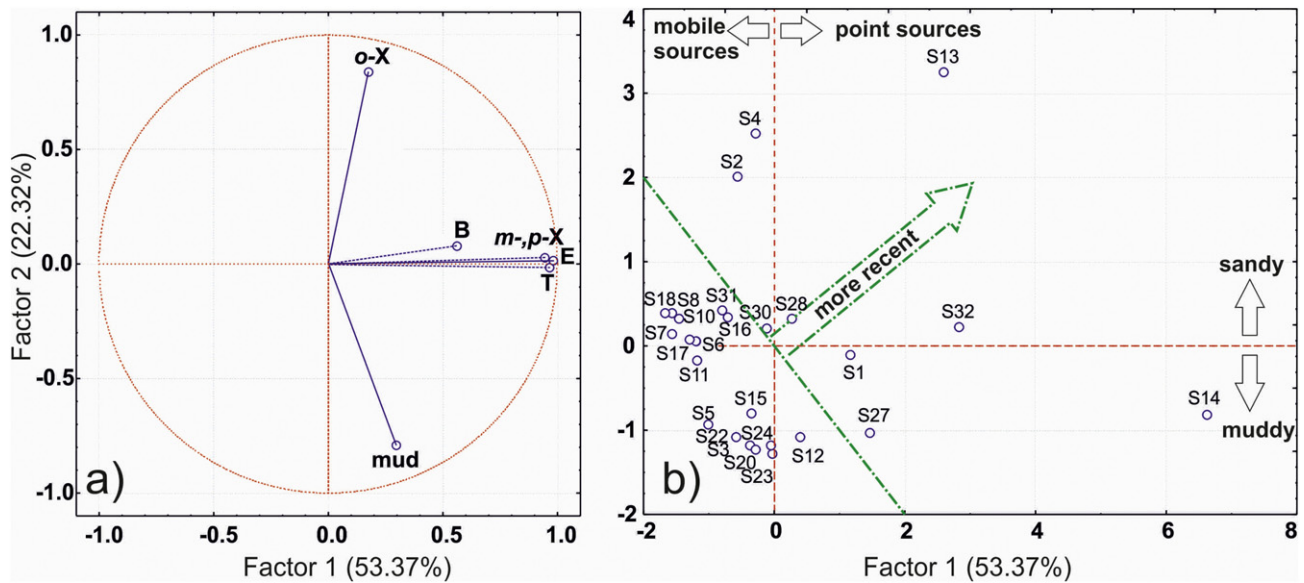 o-X
B
m-,p-X
E
T
mud
a)
1.0
0.5
0.0
-0.5
-1.0
-1.0
-0.5
0.0
0.5
1.0
Factor 2 (22.32%)
Factor 1 (53.37%)
mobile
sources
point sources
S13
S4
S2
more recent
sandy
S18
S8
S31
S30
S28
S10
S16
S32
S7
S17
S6
S11
S1
S15
S14
S5
S27
muddy
S22
S24
S3
S12
S20
S23
b)
4
3
2
1
0
-1
-2
-2
0
2
4
6
8
Factor 1 (53.37%)